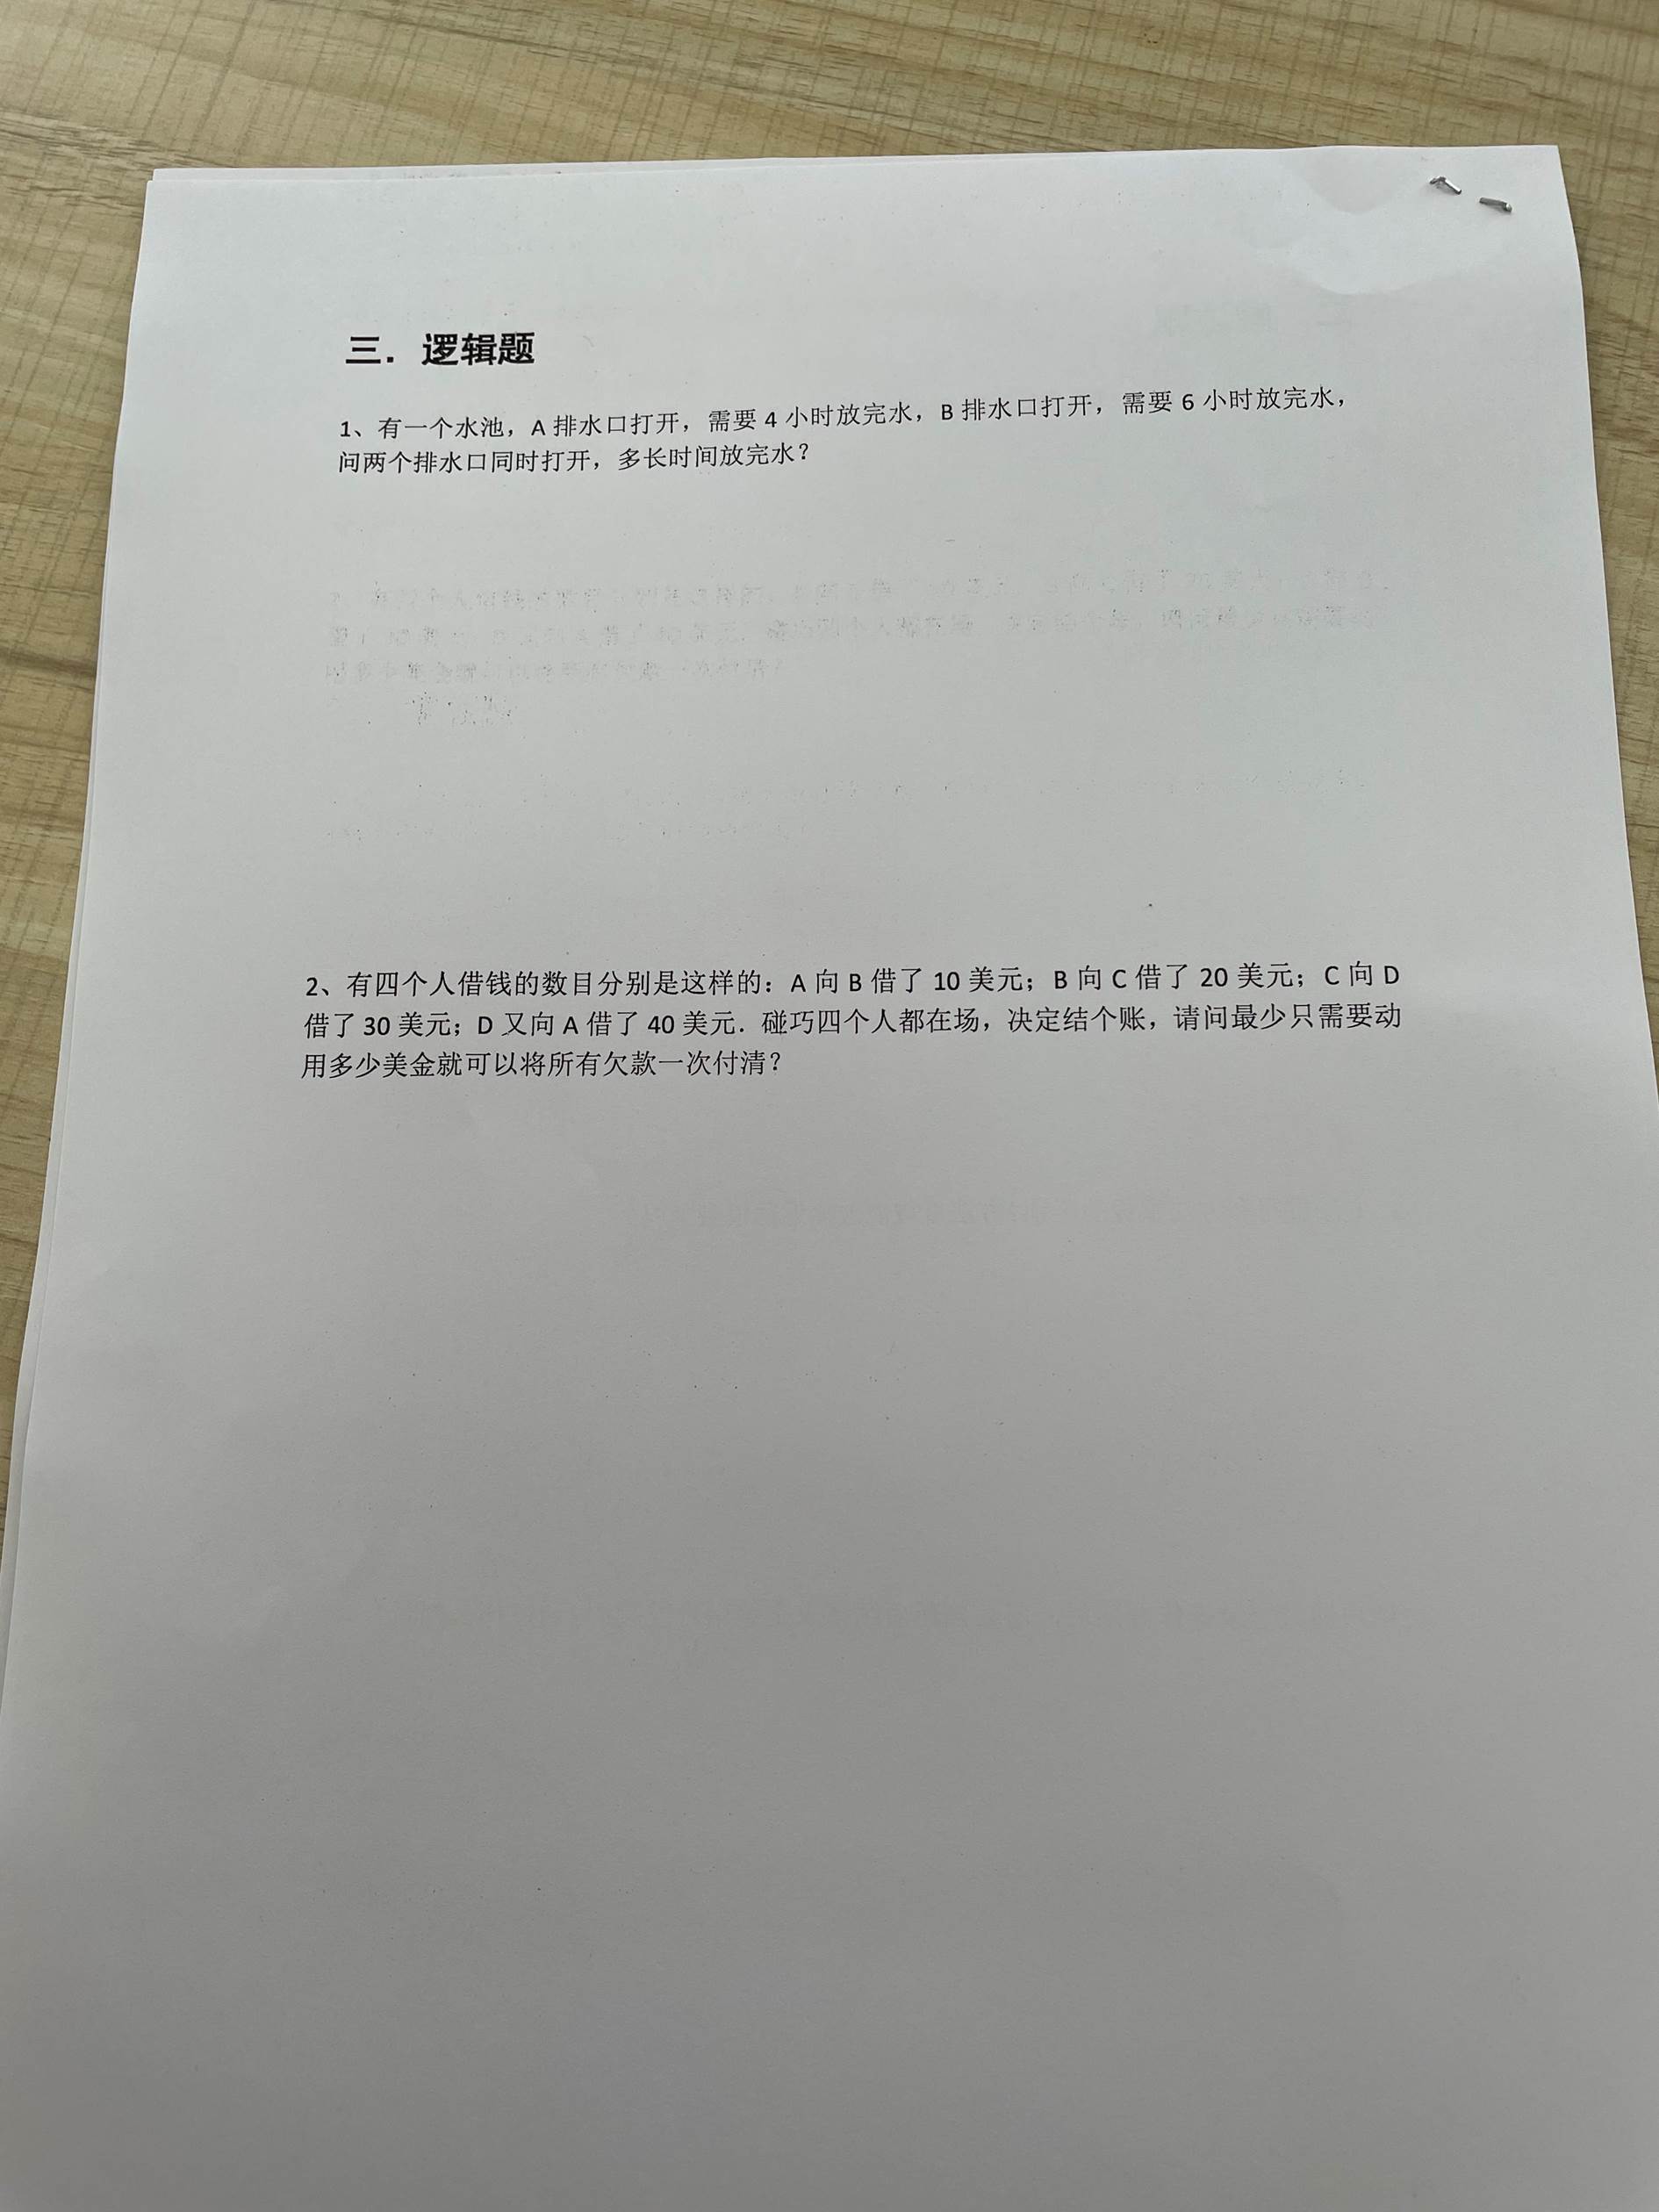 三. 逻辑题
1、有一个水池，A 排水口打开，需要 4 小时放完水，B 排水口打开，需要 6 小时放完水，
问两个排水口同时打开，多长时间放完水？
2、有四个人借钱的数目分别是这样的：A 向 B 借了 10 美元；B 向 C 借了 20 美元；C 向 D
借了 30 美元；D 又向 A 借了 40 美元. 碰巧四个人都在场，决定结个账，请问最少只需要动
用多少美金就可以将所有欠款一次付清？